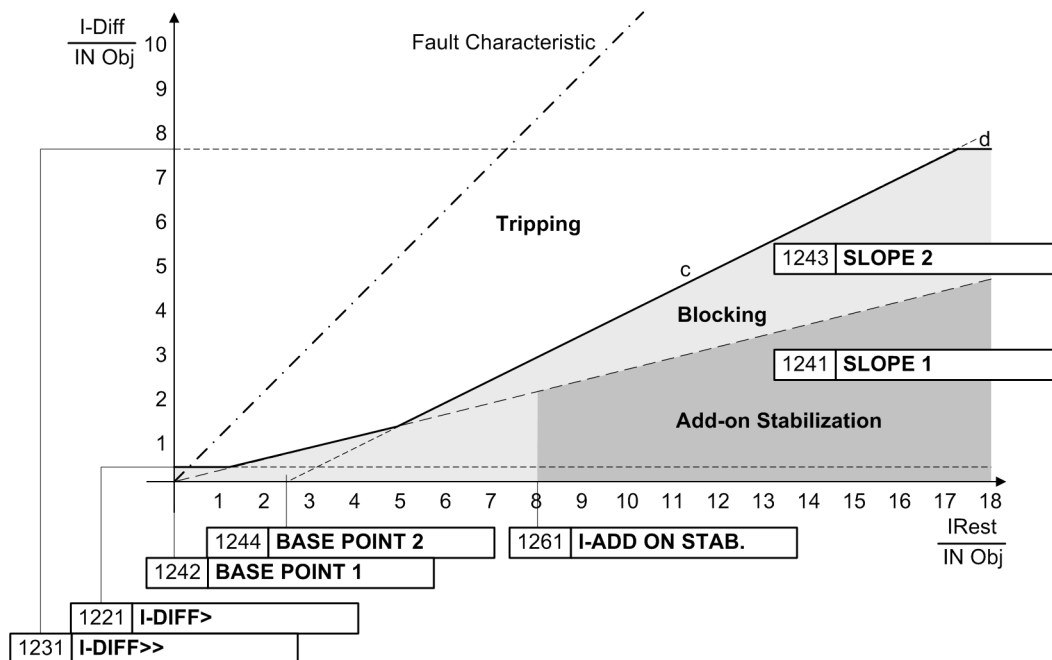 I-Diff
IN Obj
Fault Characteristic
10
9
8
7
6
5
4
3
2
1
d
Tripping
c
1243 SLOPE 2
Blocking
1241 SLOPE 1
Add-on Stabilization
1 2 3 4 5 6 7 8 9 10 11 12 13 14 15 16 17 18
IRest
IN Obj
1244 BASE POINT 2
1261 I-ADD ON STAB.
1242 BASE POINT 1
1221 I-DIFF>
1231 I-DIFF>>